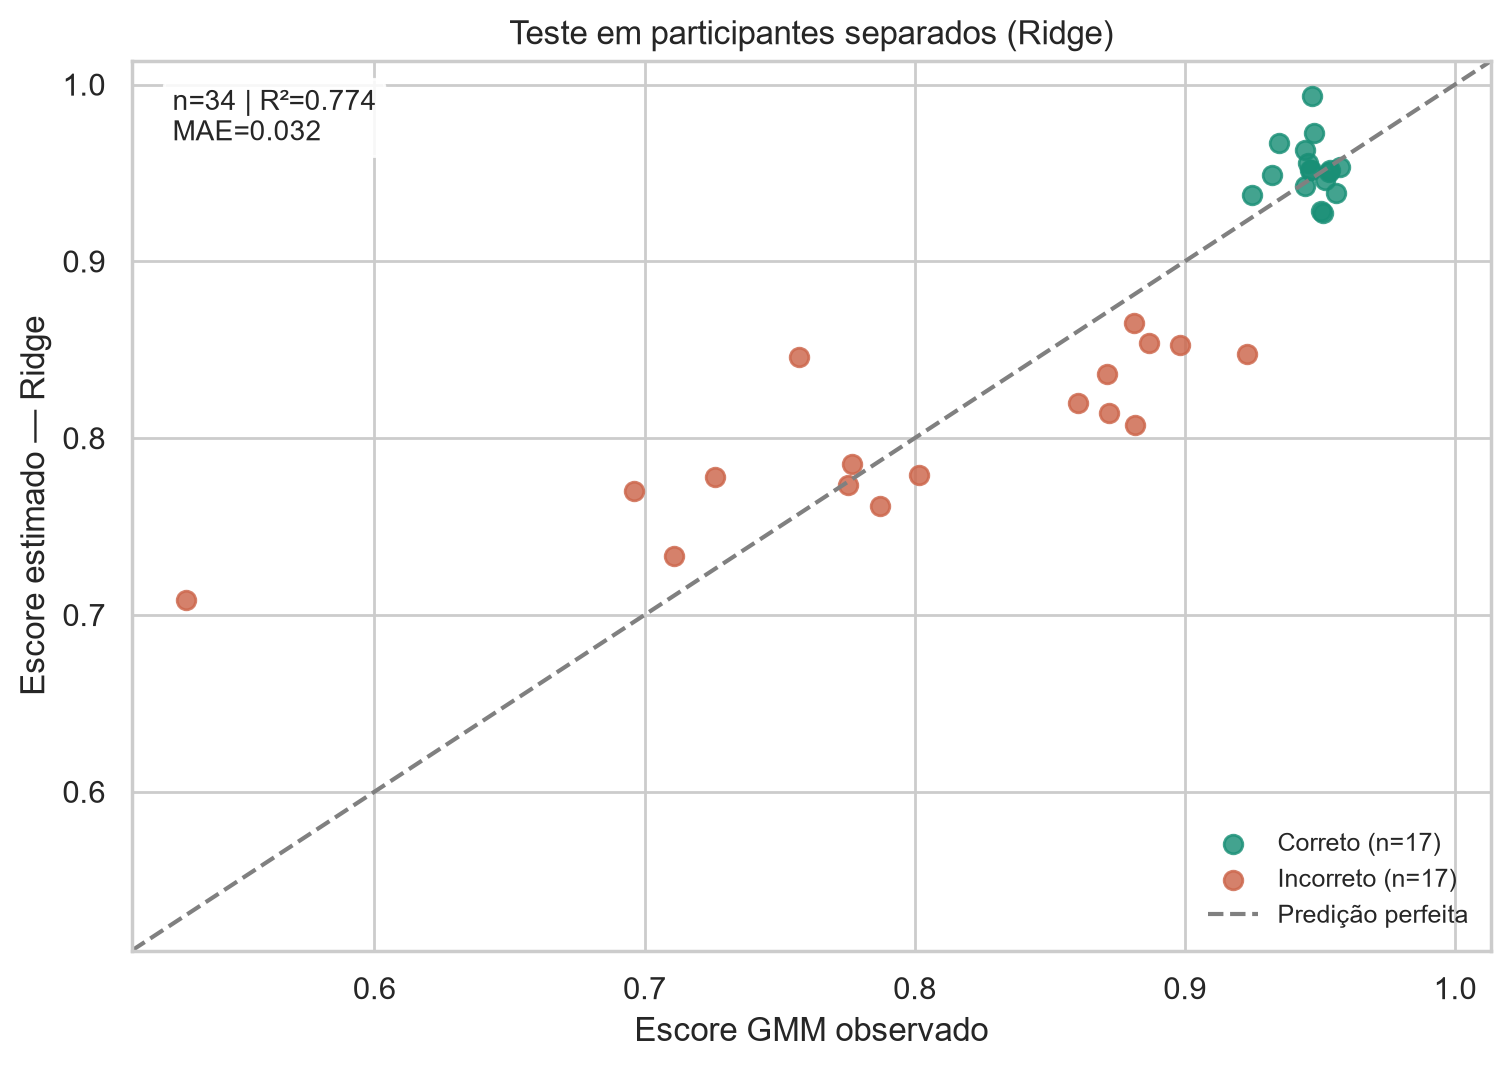 Teste em participantes separados (Ridge)
n=34 | R²=0.774
MAE=0.032
1.0
0.9
0.8
0.7
0.6
Escore estimado — Ridge
Correto (n=17)
Incorreto (n=17)
Predição perfeita
0.6
0.7
0.8
0.9
1.0
Escore GMM observado